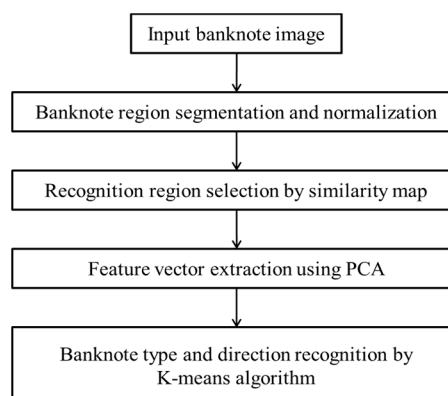 Input banknote image
Banknote region segmentation and normalization
Recognition region selection by similarity map
Feature vector extraction using PCA
Banknote type and direction recognition by
K-means algorithm